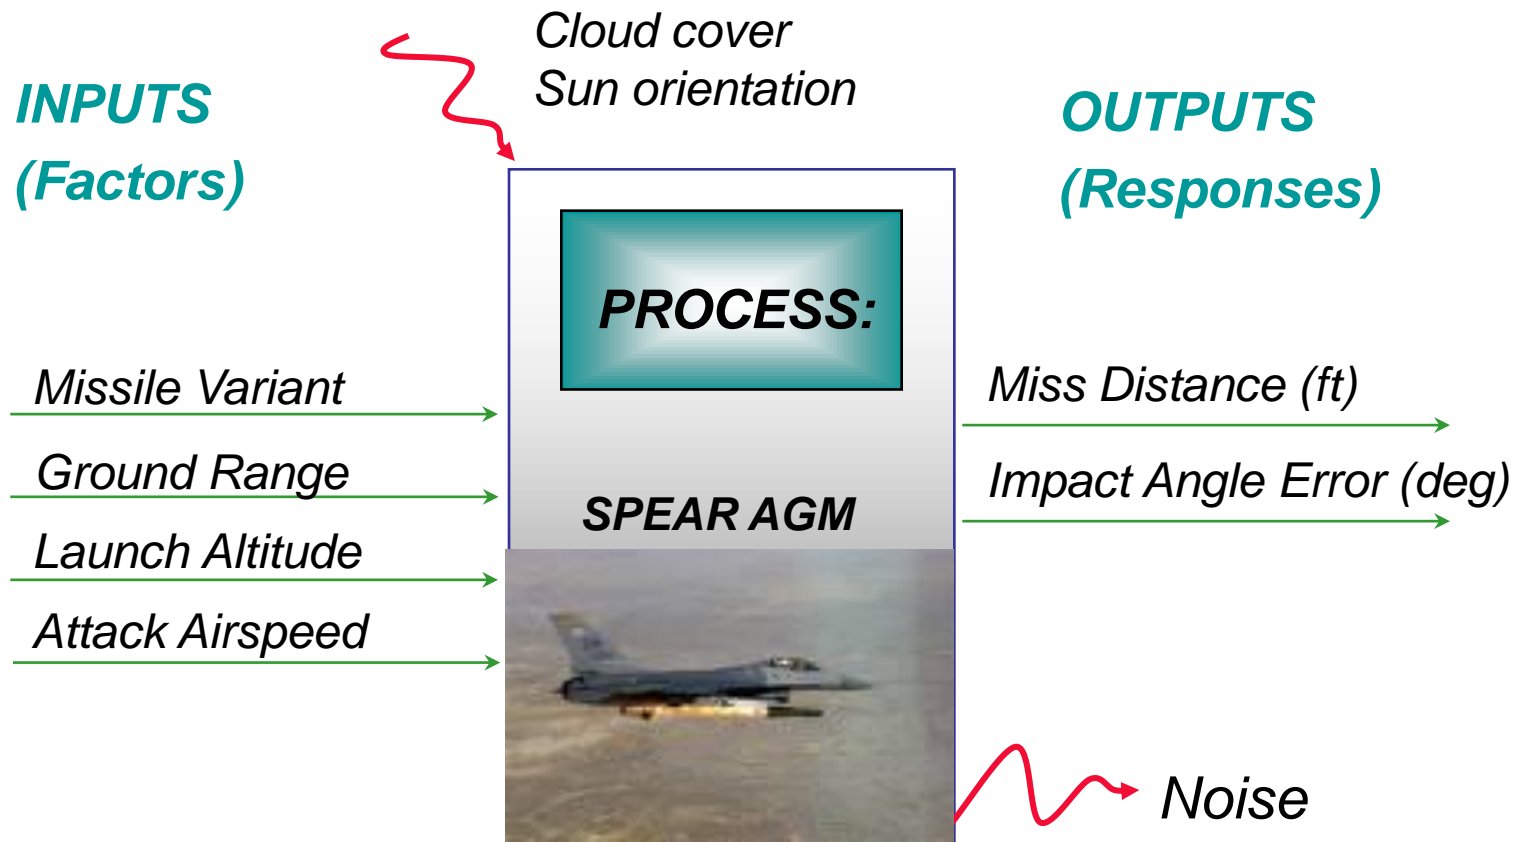 Cloud cover
Sun orientation
INPUTS
(Factors)
OUTPUTS
(Responses)
PROCESS:
Missile Variant
Ground Range
Launch Altitude
Attack Airspeed
SPEAR AGM
Miss Distance (ft)
Impact Angle Error (deg)
Noise